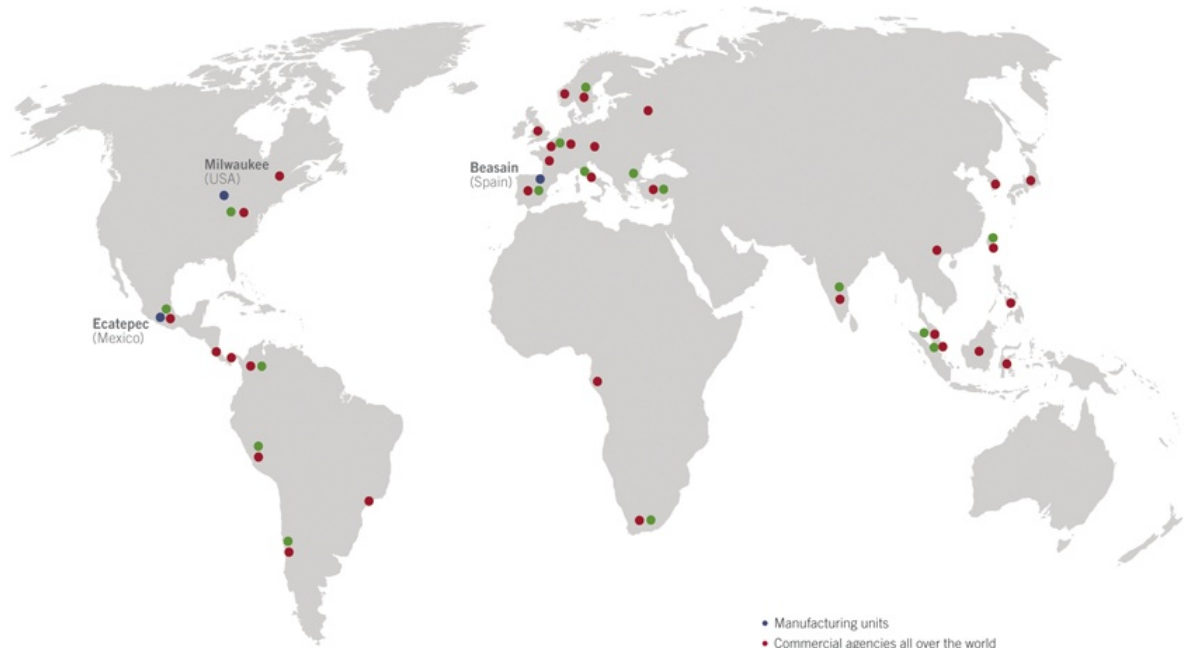 Milwaukee
(USA)
Beasain
(Spain)
Ecatepec
(Mexico)
• Manufacturing units
• Commercial agencies all over the world